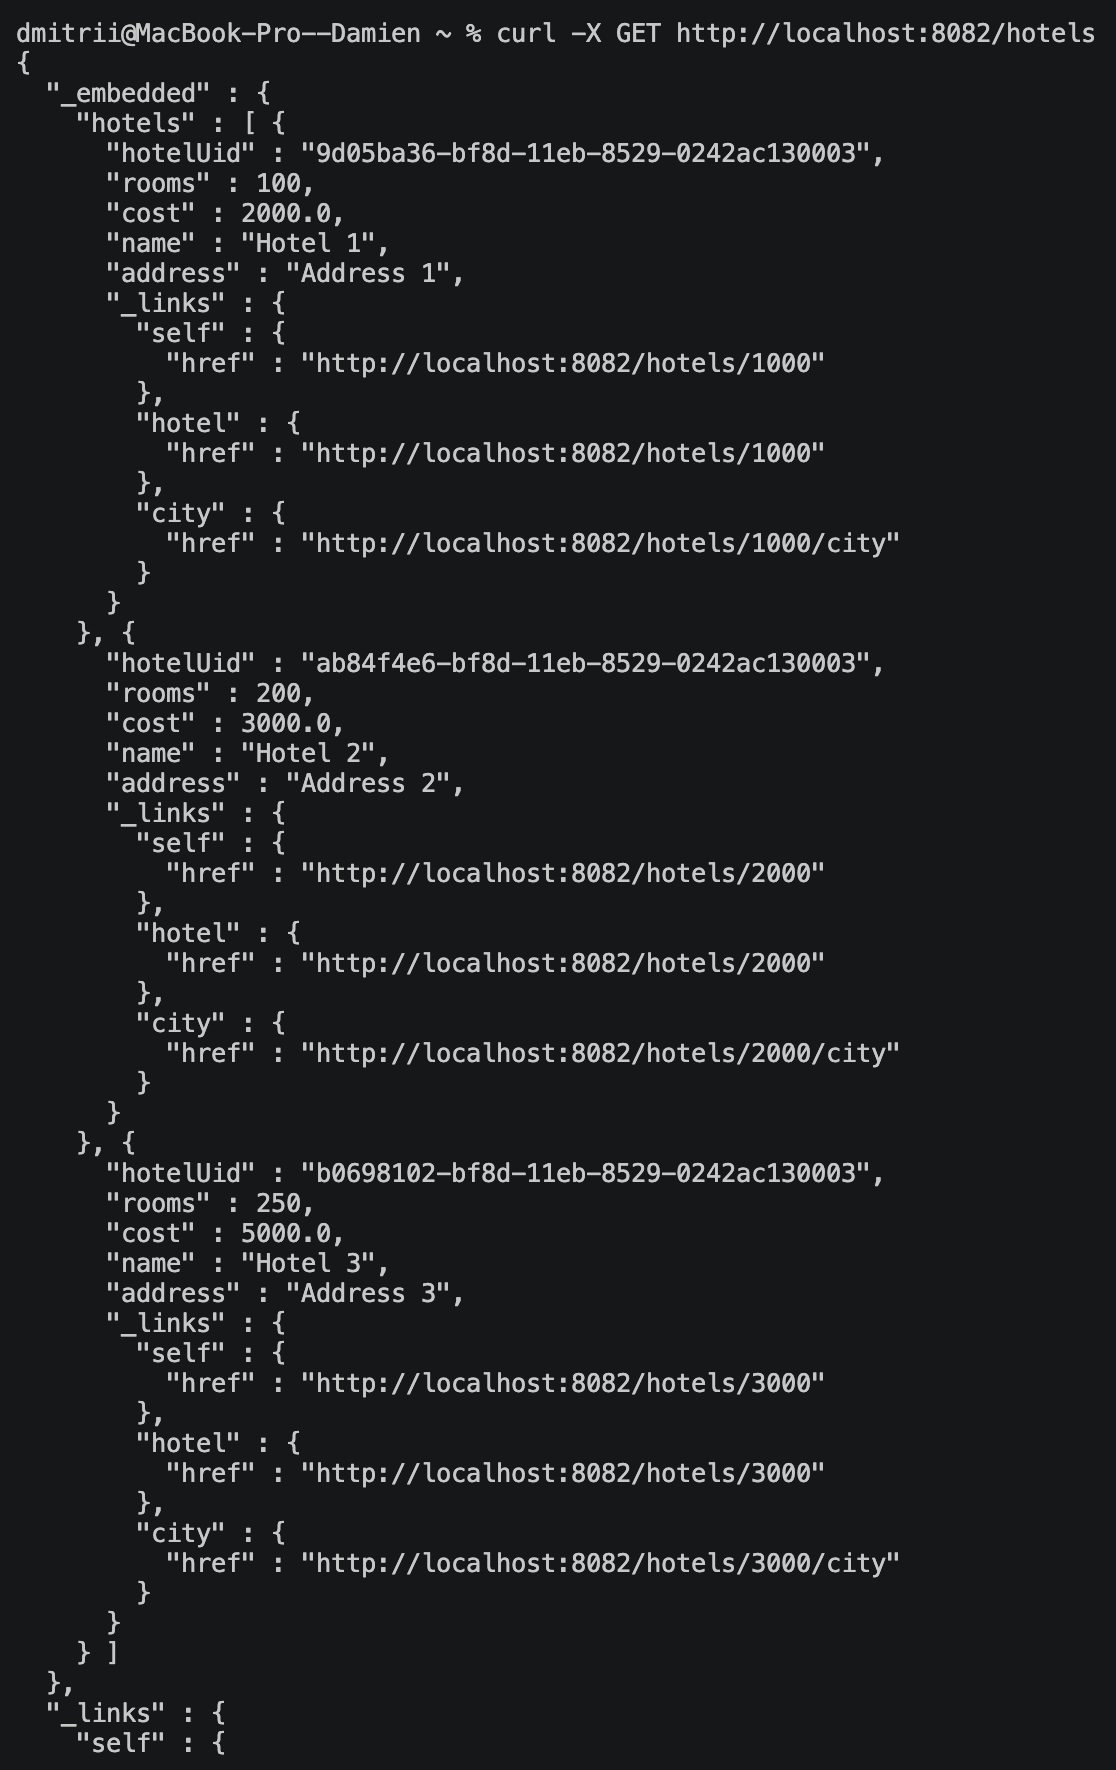 dmitrii@MacBook-Pro--Damien ~ % curl -X GET http://localhost:8082/hotels
{
  "_embedded" : {
    "hotels" : [ {
      "hotelUid" : "9d05ba36-bf8d-11eb-8529-0242ac130003",
      "rooms" : 100,
      "cost" : 2000.0,
      "name" : "Hotel 1",
      "address" : "Address 1",
      "_links" : {
        "self" : {
          "href" : "http://localhost:8082/hotels/1000"
        },
        "hotel" : {
          "href" : "http://localhost:8082/hotels/1000"
        },
        "city" : {
          "href" : "http://localhost:8082/hotels/1000/city"
        }
      }
    }, {
      "hotelUid" : "ab84f4e6-bf8d-11eb-8529-0242ac130003",
      "rooms" : 200,
      "cost" : 3000.0,
      "name" : "Hotel 2",
      "address" : "Address 2",
      "_links" : {
        "self" : {
          "href" : "http://localhost:8082/hotels/2000"
        },
        "hotel" : {
          "href" : "http://localhost:8082/hotels/2000"
        },
        "city" : {
          "href" : "http://localhost:8082/hotels/2000/city"
        }
      }
    }, {
      "hotelUid" : "b0698102-bf8d-11eb-8529-0242ac130003",
      "rooms" : 250,
      "cost" : 5000.0,
      "name" : "Hotel 3",
      "address" : "Address 3",
      "_links" : {
        "self" : {
          "href" : "http://localhost:8082/hotels/3000"
        },
        "hotel" : {
          "href" : "http://localhost:8082/hotels/3000"
        },
        "city" : {
          "href" : "http://localhost:8082/hotels/3000/city"
        }
      }
    } ]
  },
  "_links" : {
    "self" : {